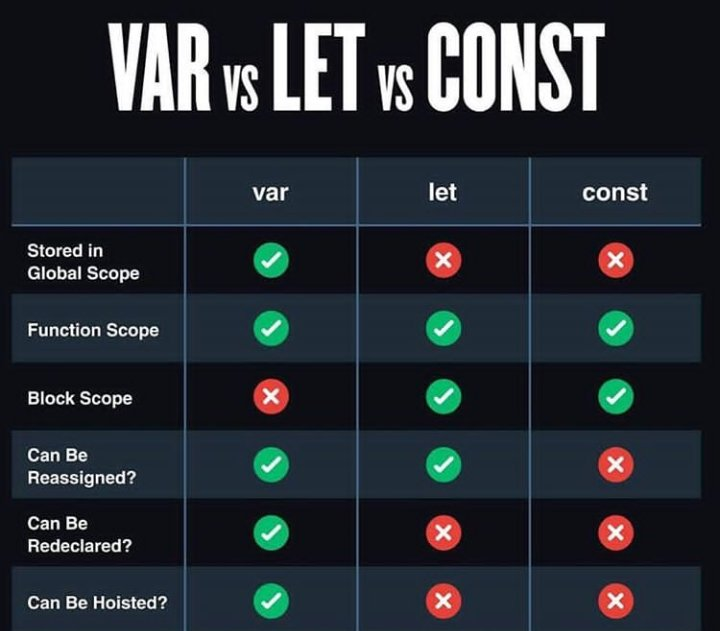 VAR VS LET VS CONST
var let const
Stored in
Global Scope
Function Scope
Block Scope
Can Be
Reassigned?
Can Be
Redeclared?
Can Be Hoisted?